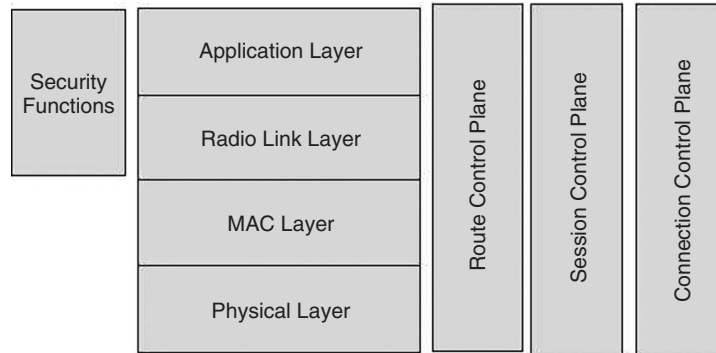 Security
Functions
Application Layer
Radio Link Layer
MAC Layer
Physical Layer
Route Control Plane
Session Control Plane
Connection Control Plane